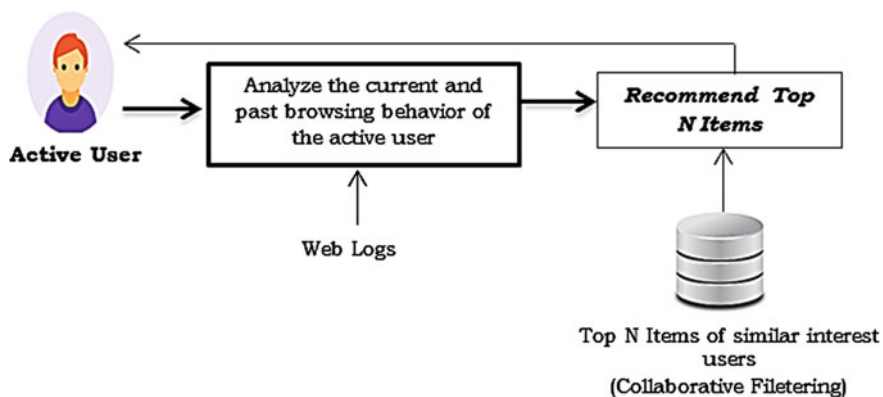 Analyze the current and
past browsing behavior of
the active user
Recommend Top
N Items
Active User
Web Logs
Top N Items of similar interest
users
(Collaborative Filetering)